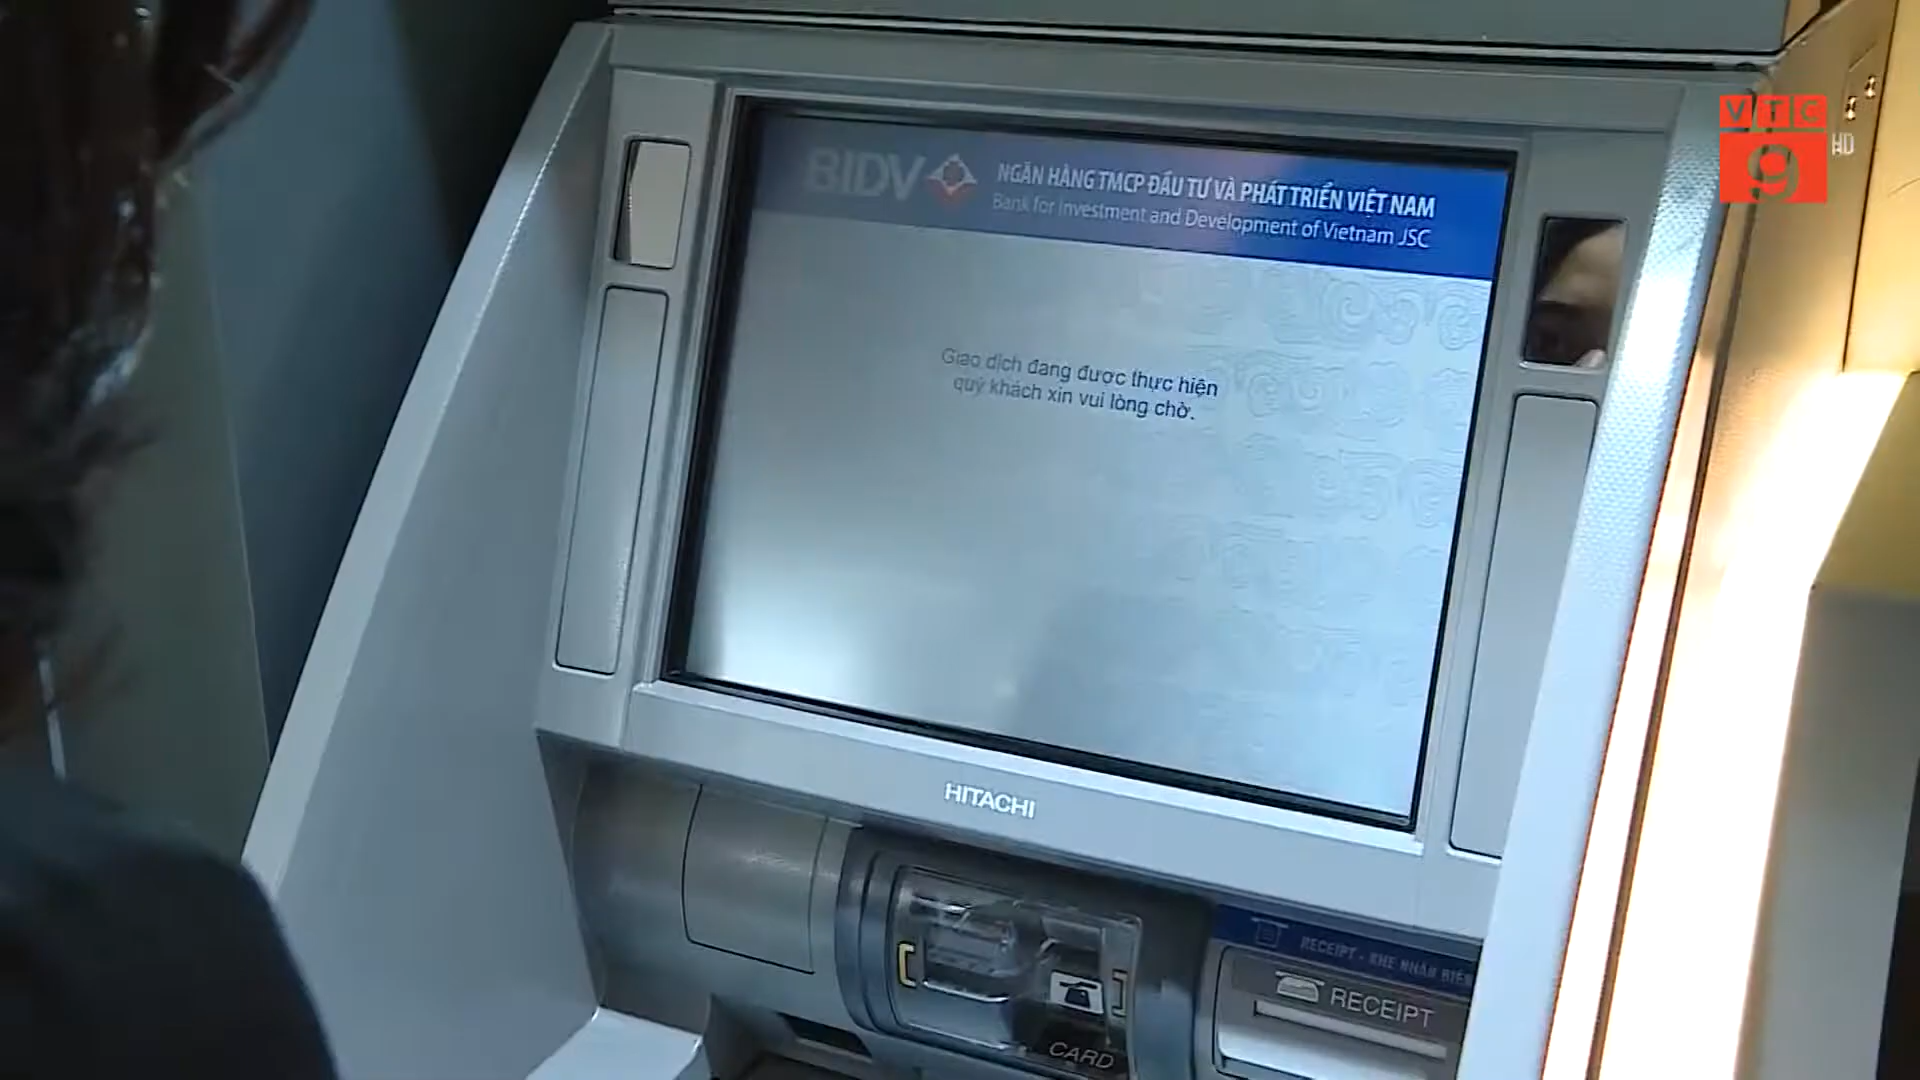 VTC
9
HD
BIDV
NGÂN HÀNG TMCP ĐẦU TƯ VÀ PHÁT TRIỂN VIỆT NAM
Bank for Investment and Development of Vietnam JSC
Giao dịch đang được thực hiện
quý khách xin vui lòng chờ.
HITACHI
RECEIPT - KHE NHẬN BIÊN
RECEIPT
CARD